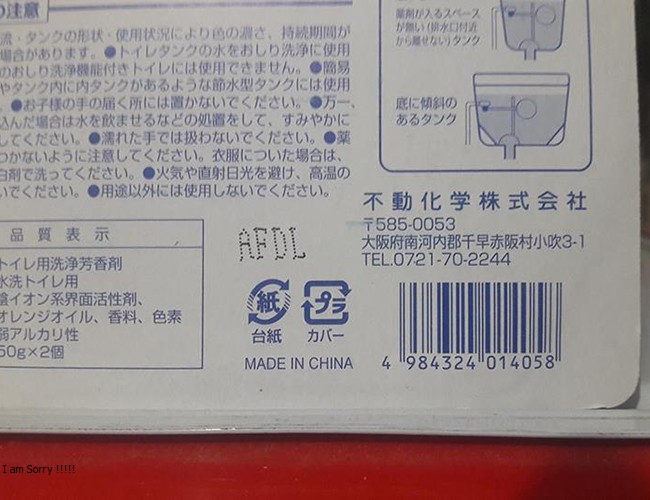 の注意
流・タンクの形状・使用状況により色の濃さ、持続期間が
場合があります。●トイレタンクの水をおしり洗浄に使用
のおしり洗浄機能付きトイレには使用できません。●簡易
やタンク内に内タンクがあるような節水型タンクには使用
。●お子様の手の届く所には置かないでください。●万一、
込んだ場合は水を飲ませるなどの処置をして、すみやかに
してください。●濡れた手では扱わないでください。●薬
つかないように注意してください。衣服についた場合は、
白剤で洗ってください。●火気や直射日光を避け、高温の
いでください。●用途以外には使用しないでください。
薬剤が入るスペース
が無い(排水口付近
から離せない)タンク
底に傾斜の
あるタンク
品質表示
トイレ用洗浄芳香剤
水洗トイレ用
陰イオン系界面活性剤、
オレンジオイル、香料、色素
弱アルカリ性
50g×2個
AFDL
紙
台紙
プラ
カバー
MADE IN CHINA
不動化学株式会社
〒585-0053
大阪府南河内郡千早赤阪村小吹3-1
TEL.0721-70-2244
4 984324 014058
I am Sorry !!!!!